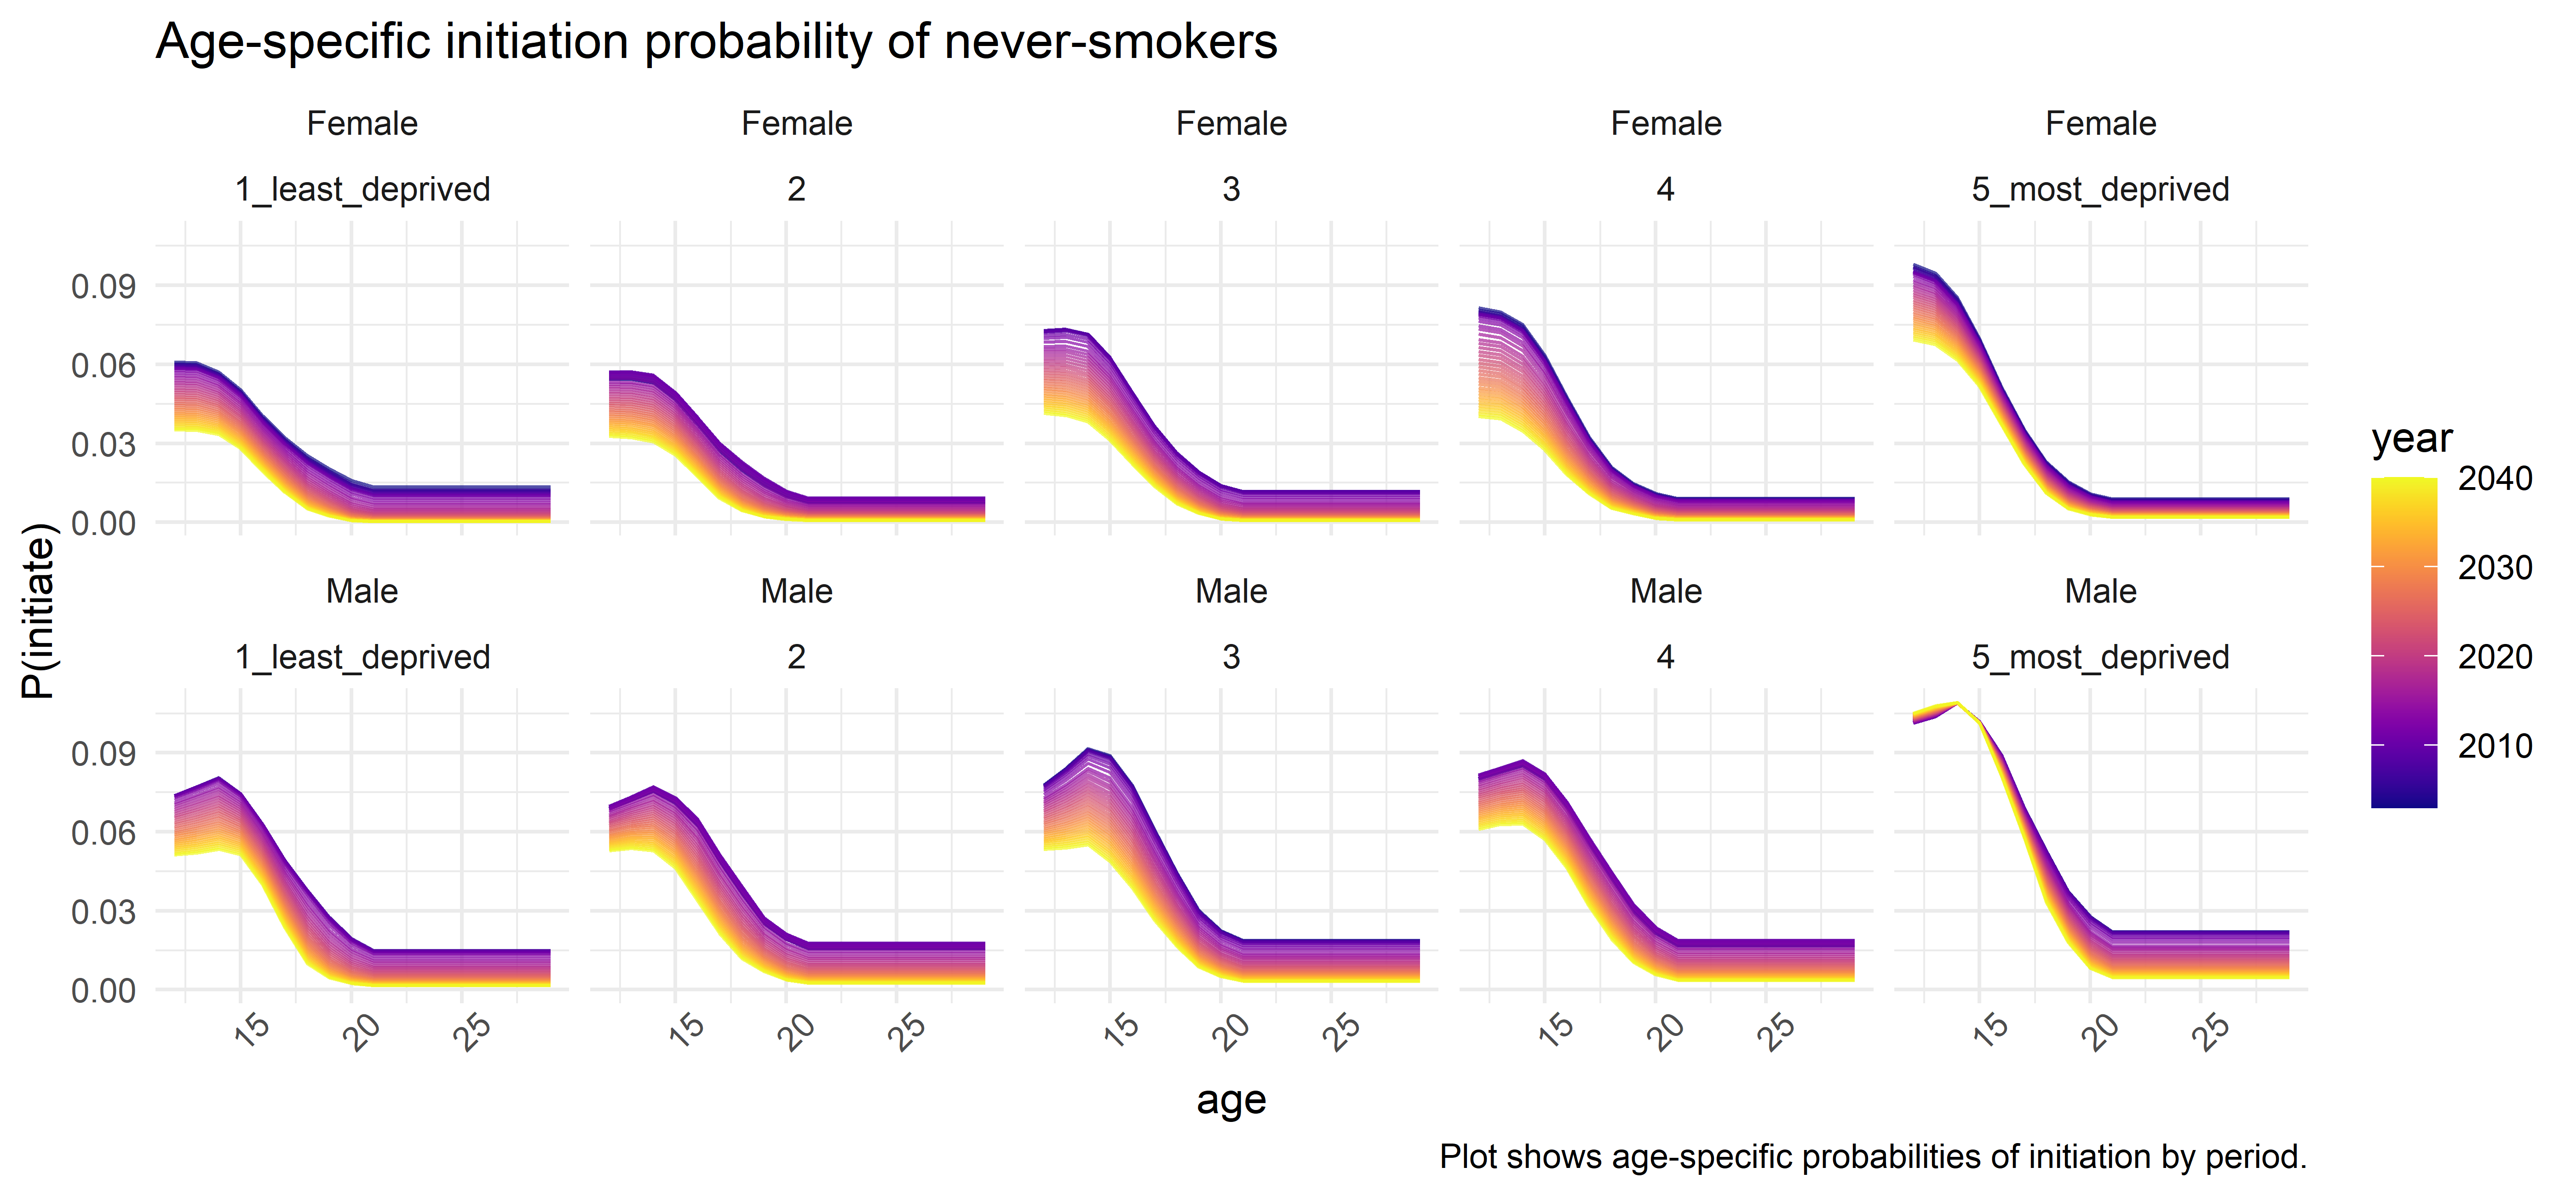 Age-specific initiation probability of never-smokers
Female Female Female Female Female
1_least_deprived 2 3 4 5_most_deprived
0.09
0.06
0.03
0.00
Male Male Male Male Male
1_least_deprived 2 3 4 5_most_deprived
0.09
0.06
0.03
0.00
15 20 25 15 20 25 15 20 25 15 20 25 15 20 25
P(initiate)
age
year
2040
2030
2020
2010
Plot shows age-specific probabilities of initiation by period.